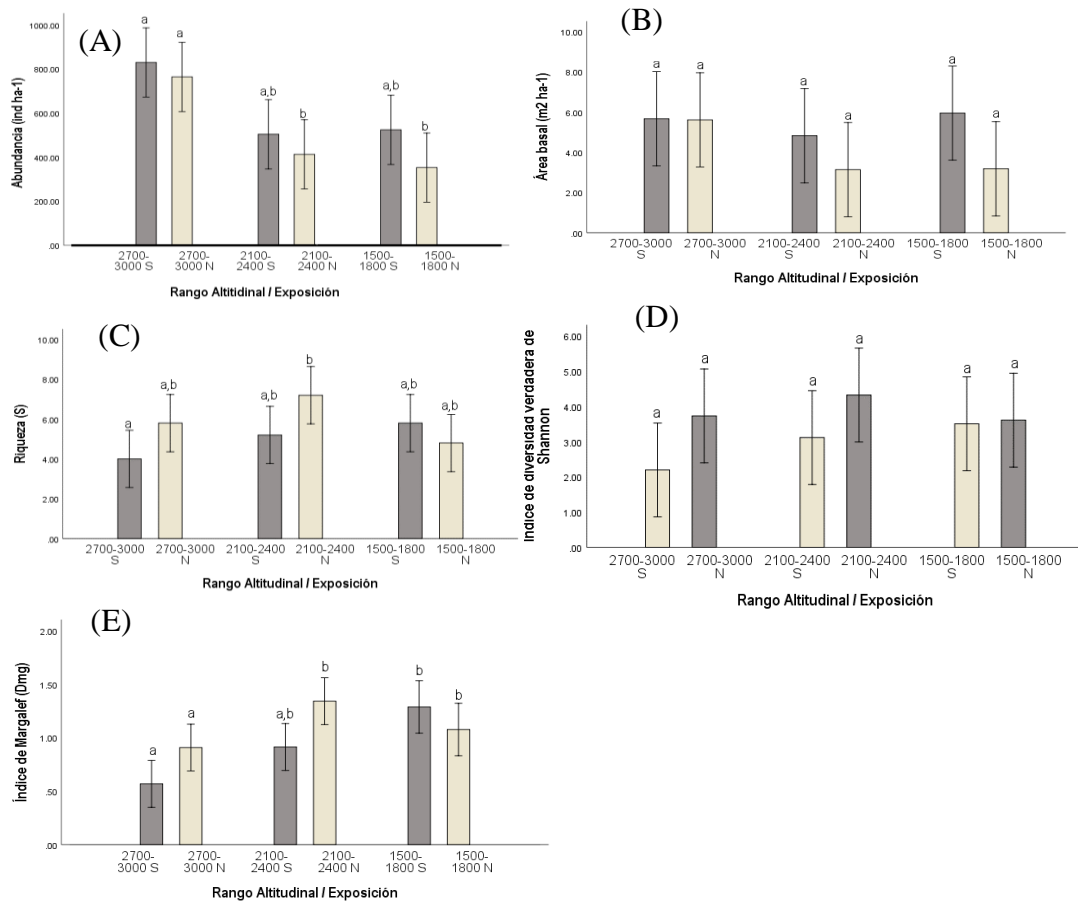 (A)
Abundancia (ind ha-1)
1000.00
800.00
600.00
400.00
200.00
.00
a
a
a,b
b
a,b
b
2700-
3000 S
2700-
3000 N
2100-
2400 S
2100-
2400 N
1500-
1800 S
1500-
1800 N
Rango Altitidinal / Exposición
(B)
Área basal (m2 ha-1)
10.00
8.00
6.00
4.00
2.00
.00
a
a
a
a
a
a
2700-3000
S
2700-3000
N
2100-2400
S
2100-2400
N
1500-1800
S
1500-1800
N
Rango Altitudinal / Exposición
(C)
Riqueza (S)
10.00
8.00
6.00
4.00
2.00
.00
a
a,b
a,b
b
a,b
a,b
2700-3000
S
2700-3000
N
2100-2400
S
2100-2400
N
1500-1800
S
1500-1800
N
Rango Altitudinal / Exposición
(D)
Indice de diversidad verdadera de
Shannon
6.00
5.00
4.00
3.00
2.00
1.00
.00
a
a
a
a
a
a
2700-3000
S
2700-3000
N
2100-2400
S
2100-2400
N
1500-1800
S
1500-1800
N
Rango Altitudinal / Exposición
(E)
Índice de Margalef (Dmg)
2.00
1.50
1.00
.50
.00
a
a
a,b
b
b
b
2700-
3000 S
2700-
3000 N
2100-
2400 S
2100-
2400 N
1500-
1800 S
1500-
1800 N
Rango Altitudinal / Exposición